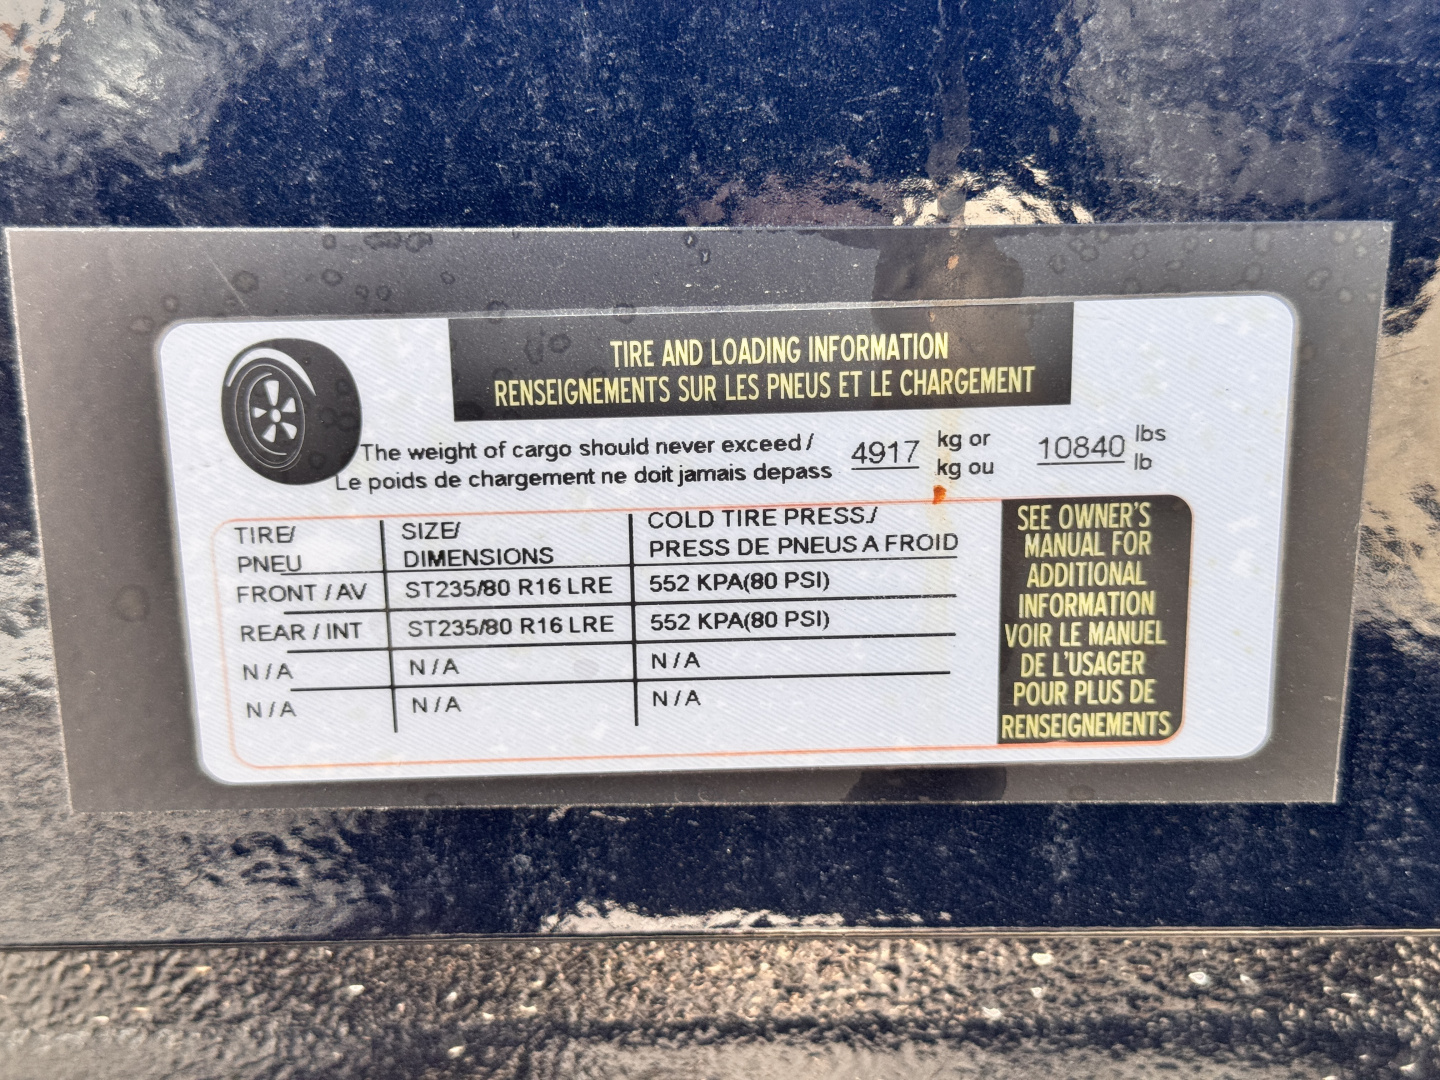 TIRE AND LOADING INFORMATION
RENSEIGNEMENTS SUR LES PNEUS ET LE CHARGEMENT
The weight of cargo should never exceed / 4917 kg or 10840 lbs
Le poids de chargement ne doit jamais depass kg ou lb
TIRE/ SIZE/ COLD TIRE PRESS./
PNEU DIMENSIONS PRESS DE PNEUS A FROID
FRONT / AV ST235/80 R16 LRE 552 KPA(80 PSI)
REAR / INT ST235/80 R16 LRE 552 KPA(80 PSI)
N / A N / A N / A
N / A N / A N / A
SEE OWNER'S
MANUAL FOR
ADDITIONAL
INFORMATION
VOIR LE MANUEL
DE L'USAGER
POUR PLUS DE
RENSEIGNEMENTS